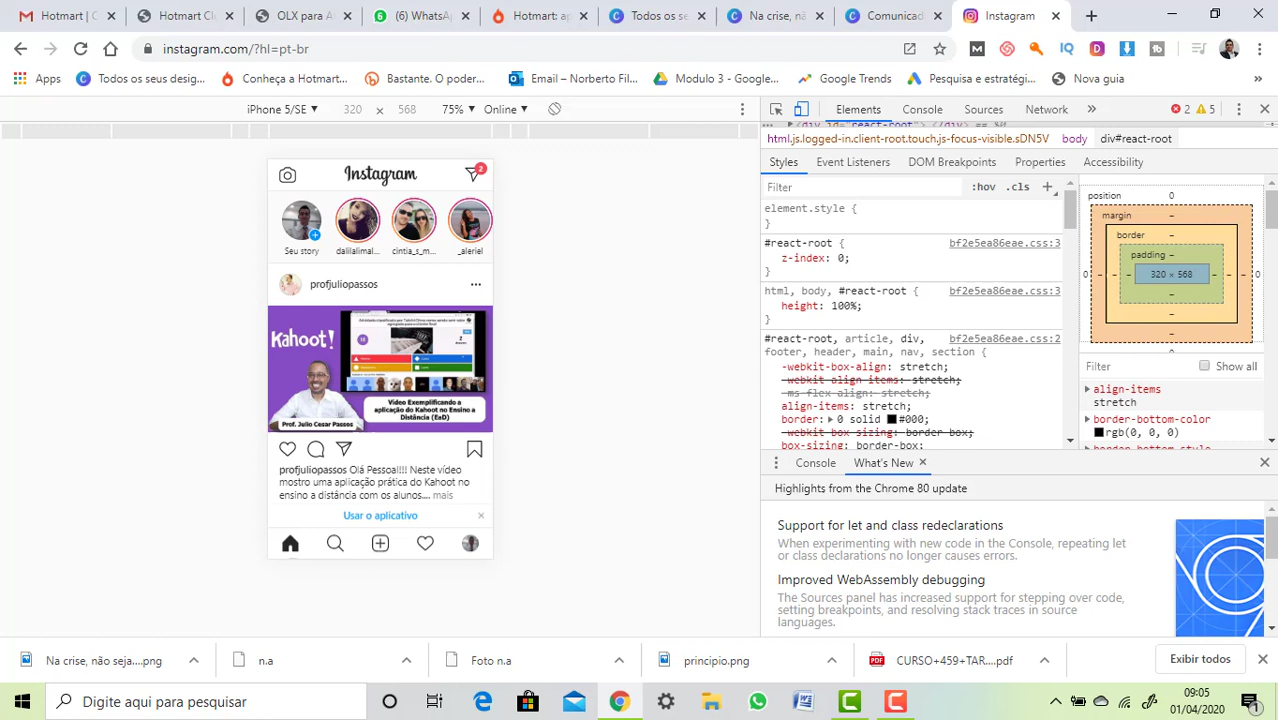 Hotmart | C
Hotmart Cl
OLX para A
(6) WhatsA
Hotmart: ap
Todos os se
Na crise, nã
Comunicad
Instagram
instagram.com/?hl=pt-br
Apps
Todos os seus desig...
Conheça a Hotmart...
Bastante. O poder...
Email – Norberto Fil...
Modulo 1 - Google...
Google Trends
Pesquisa e estratégi...
Nova guia
»
iPhone 5/SE ▼ 320 × 568 75% ▼ Online ▼
Elements Console Sources Network » 2 5
html.js.logged-in.client-root.touch.js-focus-visible.sDN5V body div#react-root
Styles Event Listeners DOM Breakpoints Properties Accessibility
Filter :hov .cls +
element.style {
}
#react-root { bf2e5ea86eae.css:3
z-index: 0;
}
html, body, #react-root { bf2e5ea86eae.css:3
height: 100%;
}
#react-root, article, div, bf2e5ea86eae.css:2
footer, header, main, nav, section {
-webkit-box-align: stretch;
-webkit-align-items: stretch;
-ms-flex-align: stretch;
align-items: stretch;
border: 0 solid #000;
-webkit-box-sizing: border-box;
box-sizing: border-box;
position 0
margin –
border –
padding –
0 – – – 320 × 568 – – – 0
–
–
–
Filter Show all
align-items
stretch
border-bottom-color
rgb(0, 0, 0)
border-bottom-style
Instagram 2
Seu story dalilalimal... cintia_s_m... _aleriel
profjuliopassos ...
Kahoot!
Vídeo Exemplificando a
aplicação do Kahoot no Ensino a
Distância (EaD)
Prof. Julio Cesar Passos
profjuliopassos Olá Pessoal!!! Neste vídeo
mostro uma aplicação prática do Kahoot no
ensino a distância com os alunos... mais
Usar o aplicativo ×
Console What's New ×
Highlights from the Chrome 80 update
Support for let and class redeclarations
When experimenting with new code in the Console, repeating let
or class declarations no longer causes errors.
Improved WebAssembly debugging
The Sources panel has increased support for stepping over code,
setting breakpoints, and resolving stack traces in source
languages.
Na crise, não seja....png
n.a
Foto n.a
principio.png
CURSO+459+TAR....pdf
Exibir todos
Digite aqui para pesquisar
09:05
01/04/2020
1